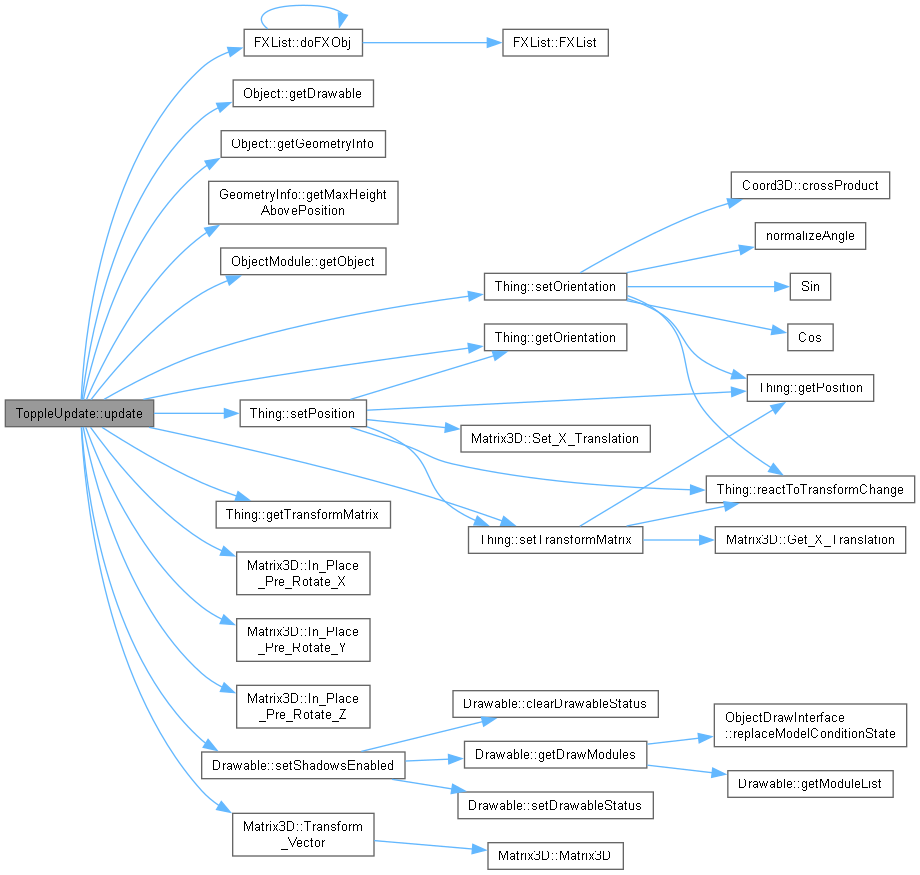 FXList::doFXObj
FXList::FXList
Object::getDrawable
Object::getGeometryInfo
GeometryInfo::getMaxHeight
AbovePosition
ObjectModule::getObject
Coord3D::crossProduct
normalizeAngle
Thing::setOrientation
Sin
Cos
Thing::getOrientation
Thing::getPosition
ToppleUpdate::update
Thing::setPosition
Matrix3D::Set_X_Translation
Thing::reactToTransformChange
Thing::getTransformMatrix
Thing::setTransformMatrix
Matrix3D::Get_X_Translation
Matrix3D::In_Place
_Pre_Rotate_X
Matrix3D::In_Place
_Pre_Rotate_Y
Matrix3D::In_Place
_Pre_Rotate_Z
Drawable::clearDrawableStatus
ObjectDrawInterface
::replaceModelConditionState
Drawable::setShadowsEnabled
Drawable::getDrawModules
Drawable::getModuleList
Drawable::setDrawableStatus
Matrix3D::Transform
_Vector
Matrix3D::Matrix3D